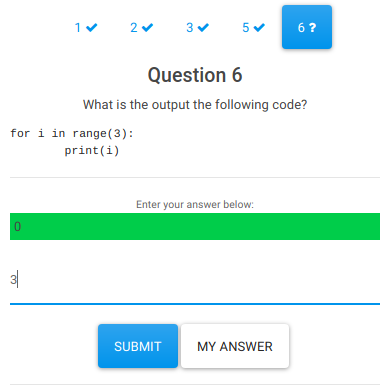 1 ✔ 2 ✔ 3 ✔ 5 ✔ 6 ?
Question 6
What is the output the following code?
for i in range(3):
        print(i)
Enter your answer below:
0
3
SUBMIT MY ANSWER